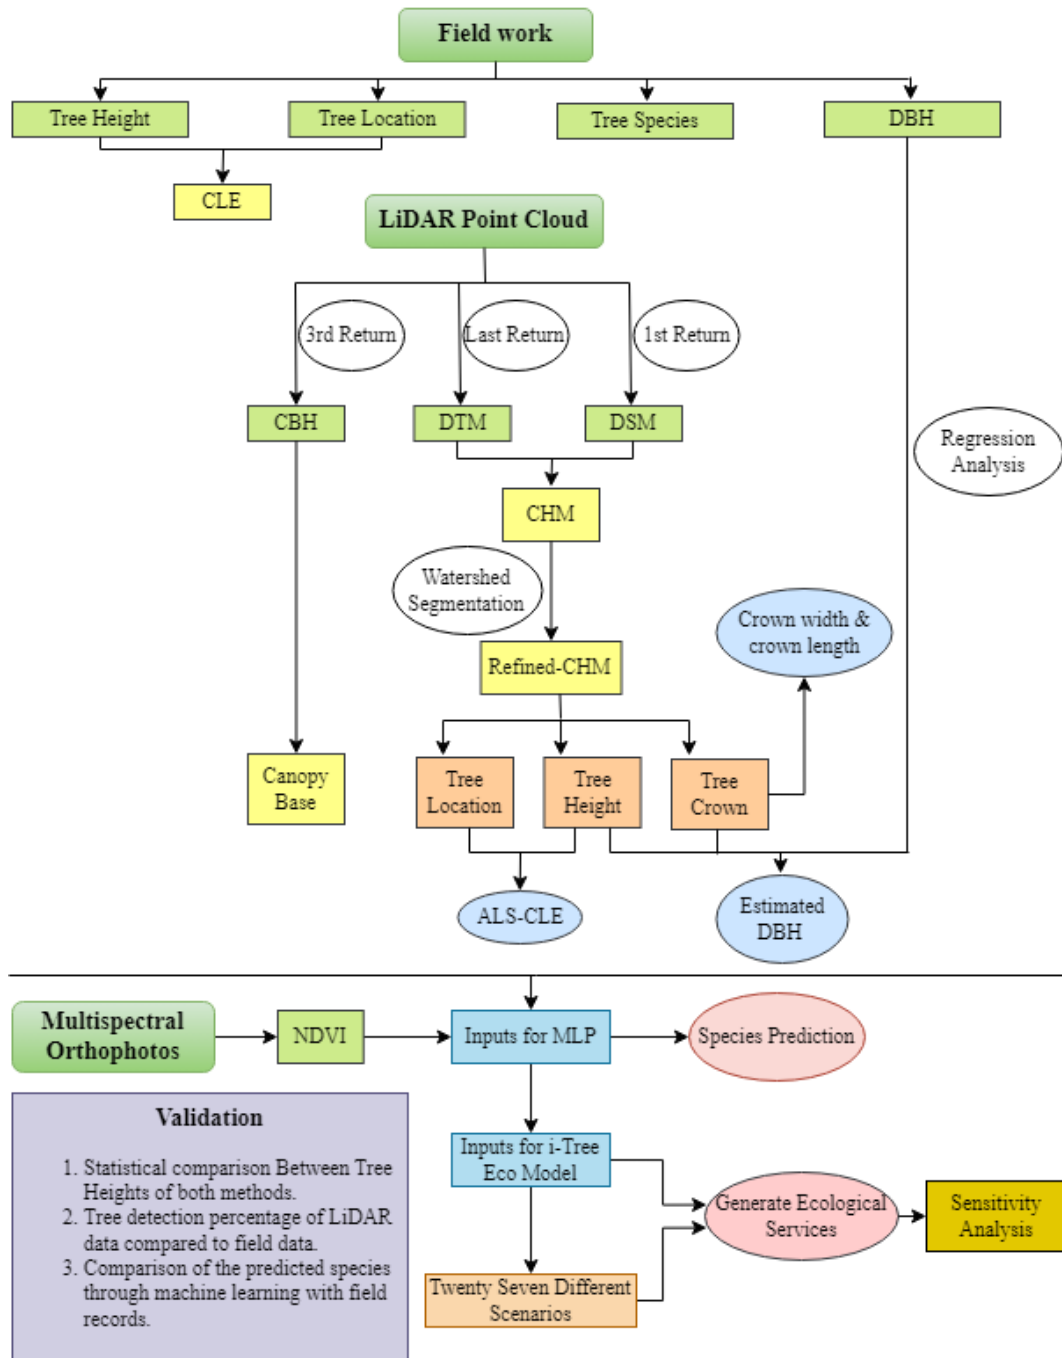 Field work
Tree Height
Tree Location
Tree Species
DBH
CLE
LiDAR Point Cloud
3rd Return
Last Return
1st Return
CBH
DTM
DSM
Regression
Analysis
CHM
Watershed
Segmentation
Crown width &
crown length
Refined-CHM
Canopy
Base
Tree
Location
Tree
Height
Tree
Crown
ALS-CLE
Estimated
DBH
Multispectral
Orthophotos
NDVI
Inputs for MLP
Species Prediction
Validation
1. Statistical comparison Between Tree
Heights of both methods.
2. Tree detection percentage of LiDAR
data compared to field data.
3. Comparison of the predicted species
through machine learning with field
records.
Inputs for i-Tree
Eco Model
Generate Ecological
Services
Sensitivity
Analysis
Twenty Seven Different
Scenarios